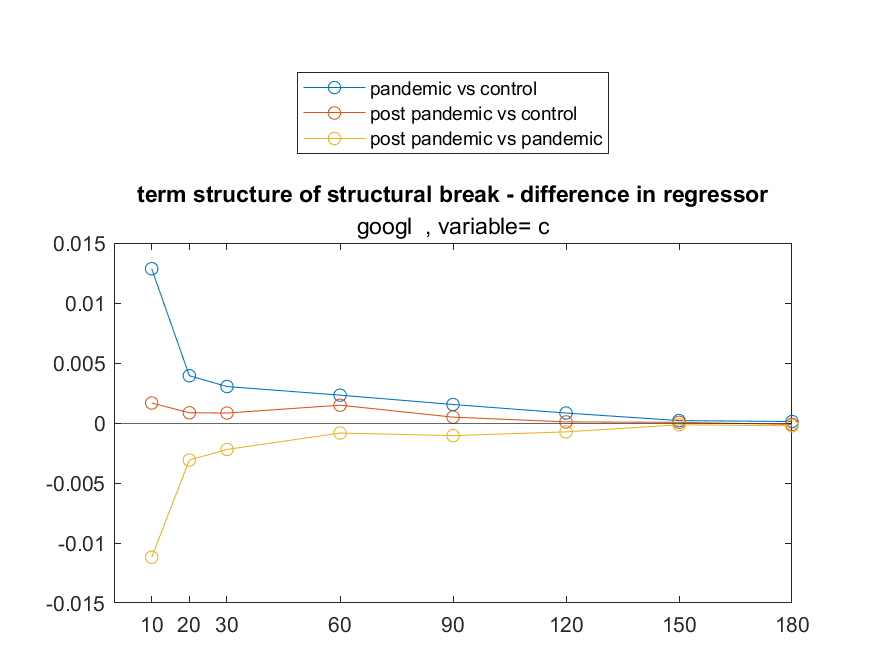 pandemic vs control
post pandemic vs control
post pandemic vs pandemic
term structure of structural break - difference in regressor
googl , variable= c
0.015
0.01
0.005
0
-0.005
-0.01
-0.015
10 20 30 60 90 120 150 180